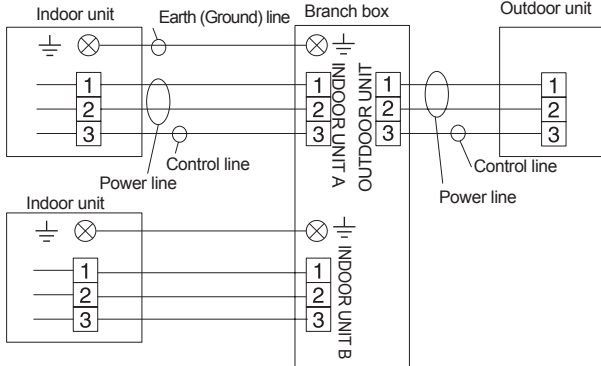 Indoor unit
Earth (Ground) line
Branch box
Outdoor unit
1
2
3
1
2
3
INDOOR UNIT A
OUTDOOR UNIT
1
2
3
1
2
3
Control line
Power line
Control line
Power line
Indoor unit
1
2
3
1
2
3
INDOOR UNIT B